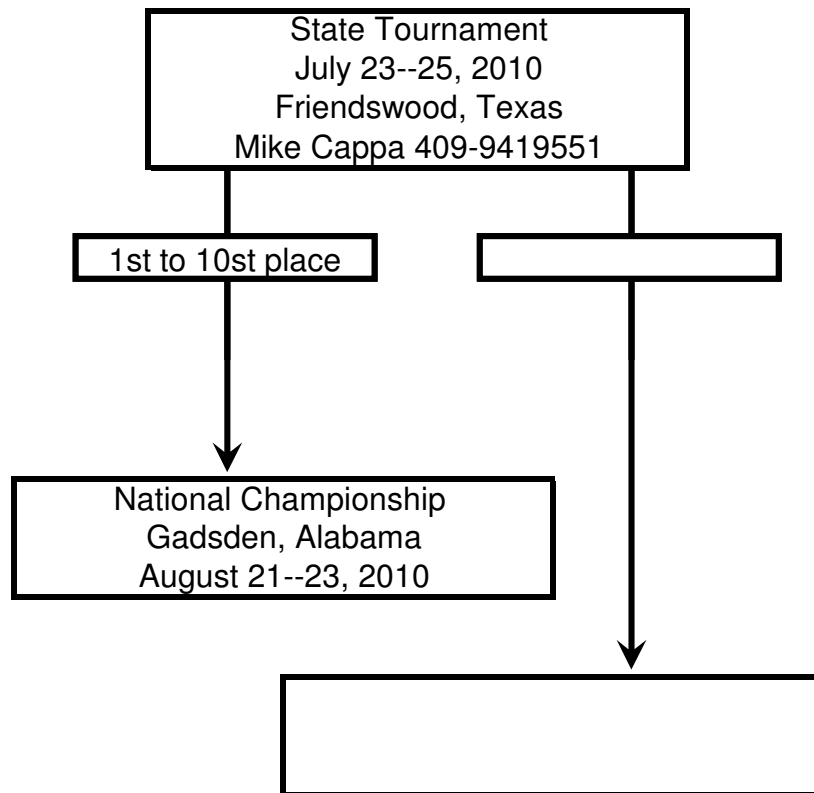 State Tournament
July 23--25, 2010
Friendswood, Texas
Mike Cappa 409-9419551
1st to 10st place
National Championship
Gadsden, Alabama
August 21--23, 2010